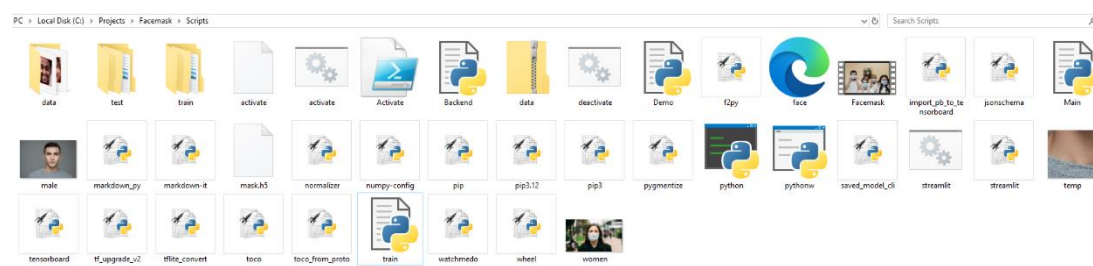 PC > Local Disk (C:) > Projects > Facemask > Scripts
Search Scripts
data
test
train
activate
activate
Activate
Backend
data
deactivate
Demo
f2py
face
Facemask
import_pb_to_te
nsorboard
jsonschema
Main
male
markdown_py
markdown-it
mask.h5
normalizer
numpy-config
pip
pip3.12
pip3
pygmentize
python
pythonw
saved_model_cli
streamlit
streamlit
temp
tensorboard
tf_upgrade_v2
tflite_convert
toco
toco_from_proto
train
watchmedo
wheel
women